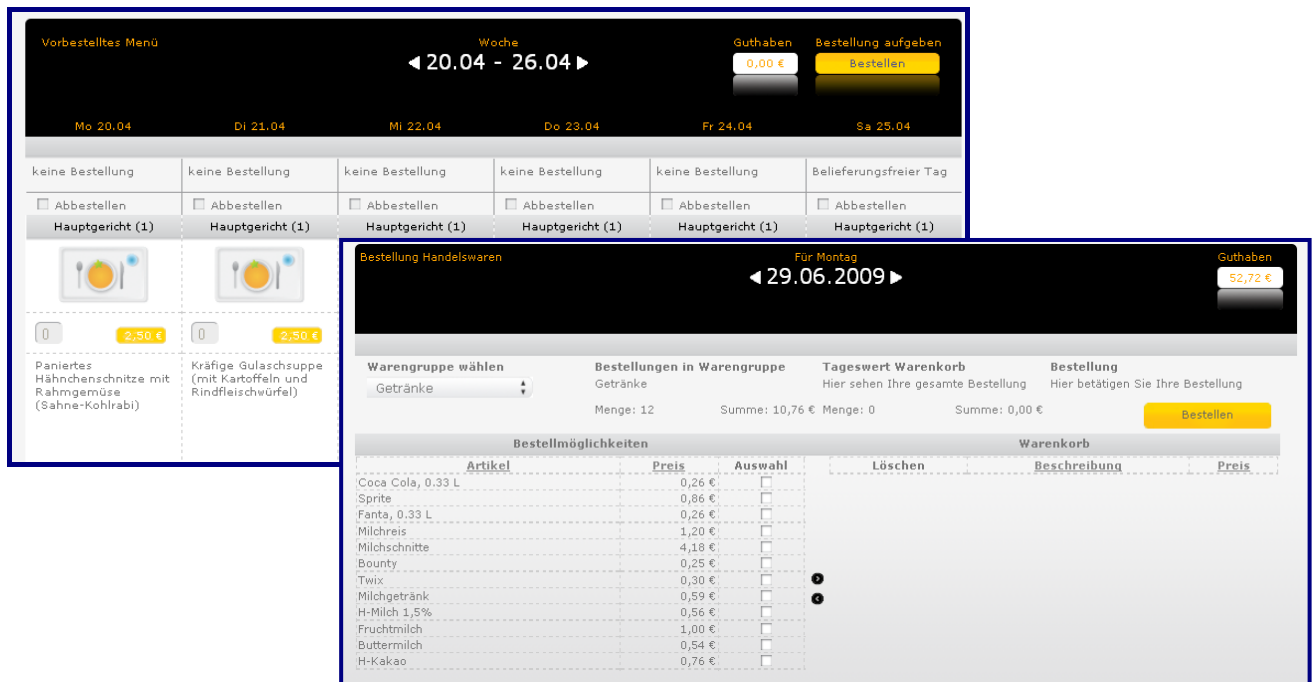 Vorbestelltes Menü
Woche
20.04 - 26.04
Guthaben
0,00 €
Bestellung aufgeben
Bestellen
Mo 20.04 Di 21.04 Mi 22.04 Do 23.04 Fr 24.04 Sa 25.04
keine Bestellung keine Bestellung keine Bestellung keine Bestellung keine Bestellung Belieferungsfreier Tag
Abbestellen Abbestellen Abbestellen Abbestellen Abbestellen Abbestellen
Hauptgericht (1) Hauptgericht (1) Hauptgericht (1) Hauptgericht (1) Hauptgericht (1) Hauptgericht (1)
0 2,50 € 0 2,50 €
Paniertes
Hähnchenschnitze mit
Rahmgemüse
(Sahne-Kohlrabi)
Kräftige Gulaschsuppe
(mit Kartoffeln und
Rindfleischwürfel)
Bestellung Handelswaren
Für Montag
29.06.2009
Guthaben
52,72 €
Warengruppe wählen
Getränke
Bestellungen in Warengruppe
Getränke
Menge: 12 Summe: 10,76 €
Tageswert Warenkorb
Hier sehen Ihre gesamte Bestellung
Menge: 0 Summe: 0,00 €
Bestellung
Hier betätigen Sie Ihre Bestellung
Bestellen
Bestellmöglichkeiten
Artikel Preis Auswahl
Coca Cola, 0.33 L 0,26 €
Sprite 0,86 €
Fanta, 0.33 L 0,26 €
Milchreis 1,20 €
Milchschnitte 4,18 €
Bounty 0,25 €
Twix 0,30 €
Milchgetränk 0,59 €
H-Milch 1,5% 0,56 €
Fruchtmilch 1,00 €
Buttermilch 0,54 €
H-Kakao 0,76 €
Warenkorb
Löschen Beschreibung Preis